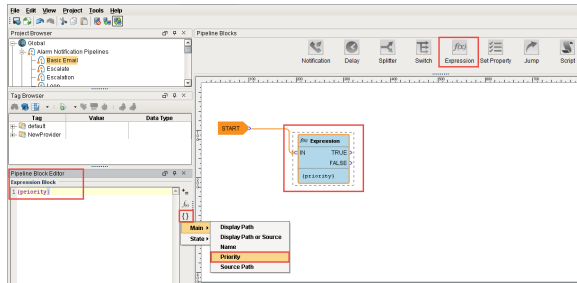 File Edit View Project Tools Help
Project Browser
Global
Alarm Notification Pipelines
Basic Email
Escalate
Escalation
Loop
Tag Browser
Tag Value Data Type
default
NewProvider
Pipeline Block Editor
Expression Block
1 {priority}
f(x)
{}
Main
State
Display Path
Display Path or Source
Name
Priority
Source Path
Pipeline Blocks
Notification Delay Splitter Switch Expression Set Property Jump Script
START
f(x) Expression
IN TRUE
FALSE
{priority}